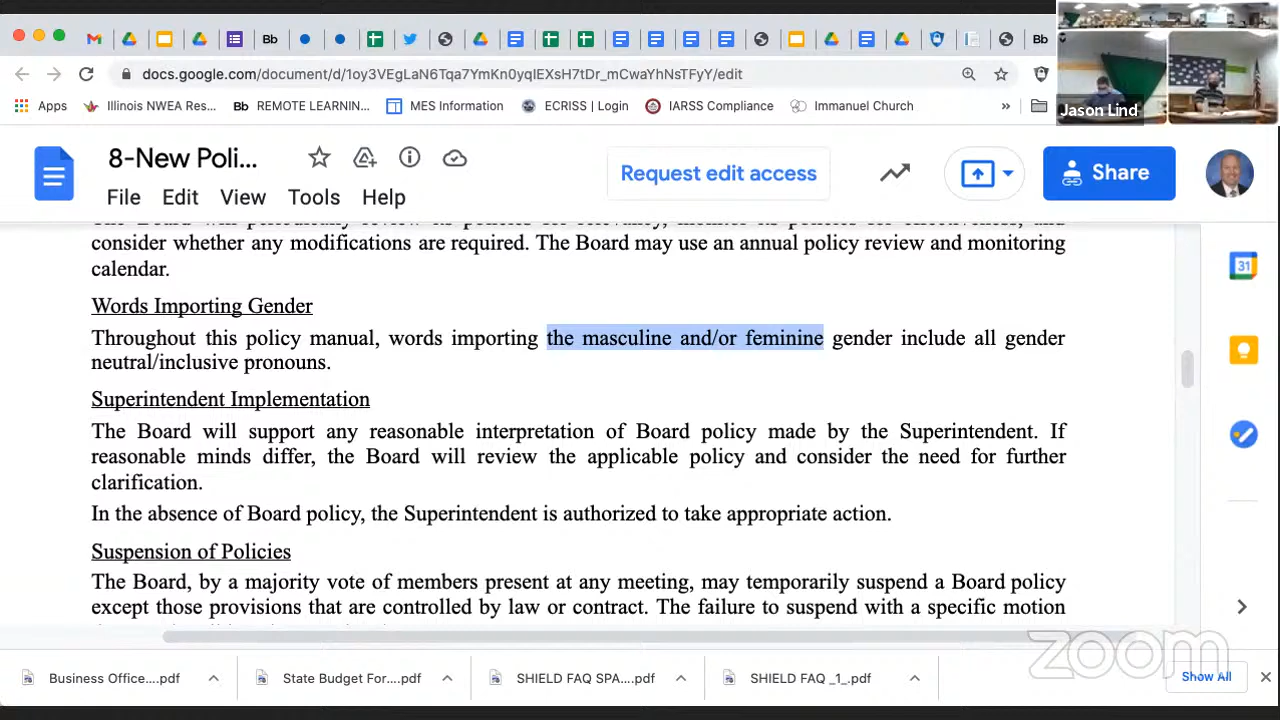 docs.google.com/document/d/1oy3VEgLaN6Tqa7YmKn0yqIEXsH7tDr_mCwaYhNsTFyY/edit
Apps
Illinois NWEA Res...
Bb REMOTE LEARNIN...
MES Information
ECRISS | Login
IARSS Compliance
Immanuel Church
»
Jason Lind
8-New Poli...
File Edit View Tools Help
Request edit access
Share
31
consider whether any modifications are required. The Board may use an annual policy review and monitoring
calendar.
Words Importing Gender
Throughout this policy manual, words importing the masculine and/or feminine gender include all gender
neutral/inclusive pronouns.
Superintendent Implementation
The Board will support any reasonable interpretation of Board policy made by the Superintendent. If
reasonable minds differ, the Board will review the applicable policy and consider the need for further
clarification.
In the absence of Board policy, the Superintendent is authorized to take appropriate action.
Suspension of Policies
The Board, by a majority vote of members present at any meeting, may temporarily suspend a Board policy
except those provisions that are controlled by law or contract. The failure to suspend with a specific motion
zoom
Business Office....pdf
State Budget For....pdf
SHIELD FAQ SPA....pdf
SHIELD FAQ _1_.pdf
Show All